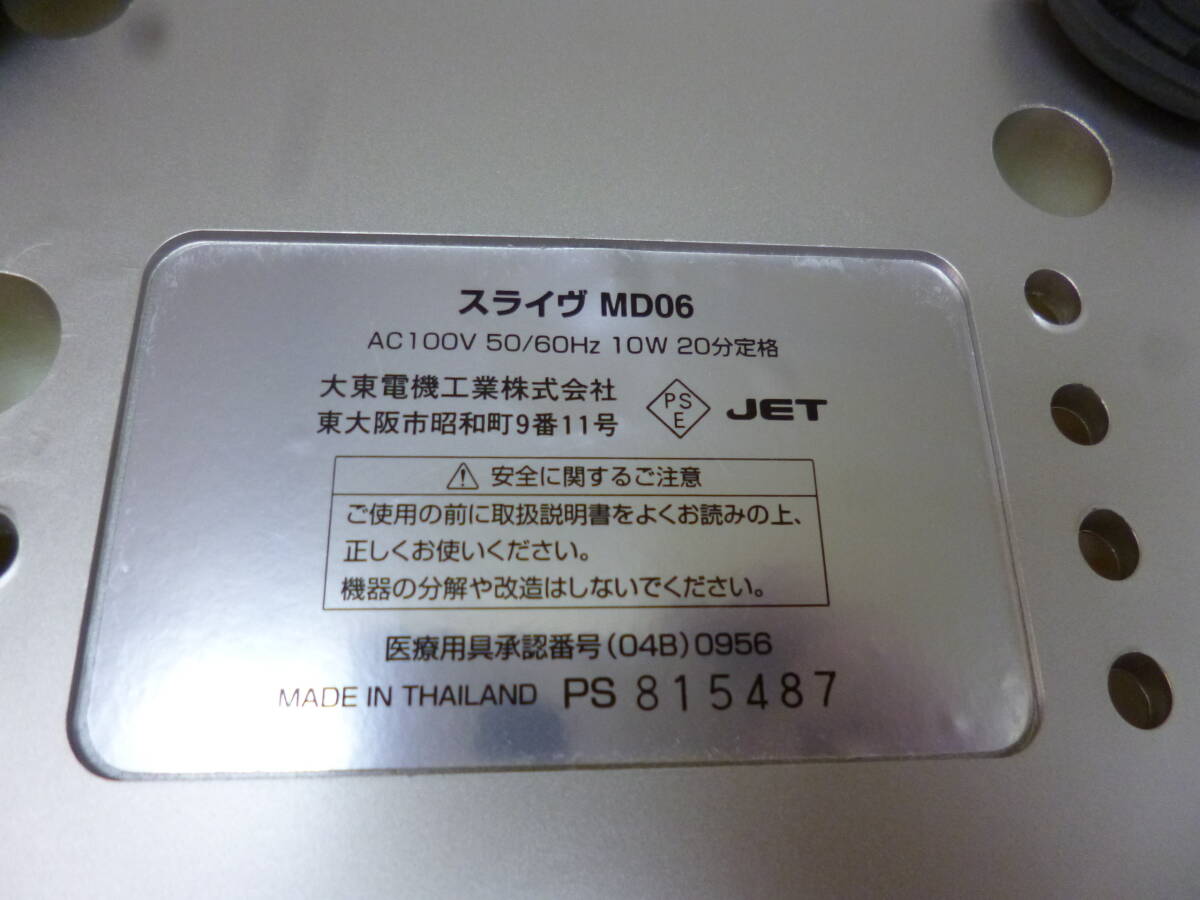 スライヴ MD06
AC100V 50/60Hz 10W 20分定格
大東電機工業株式会社
東大阪市昭和町9番11号
PS
E
JET
安全に関するご注意
ご使用の前に取扱説明書をよくお読みの上、
正しくお使いください。
機器の分解や改造はしないでください。
医療用具承認番号(04B)0956
MADE IN THAILAND PS 815487